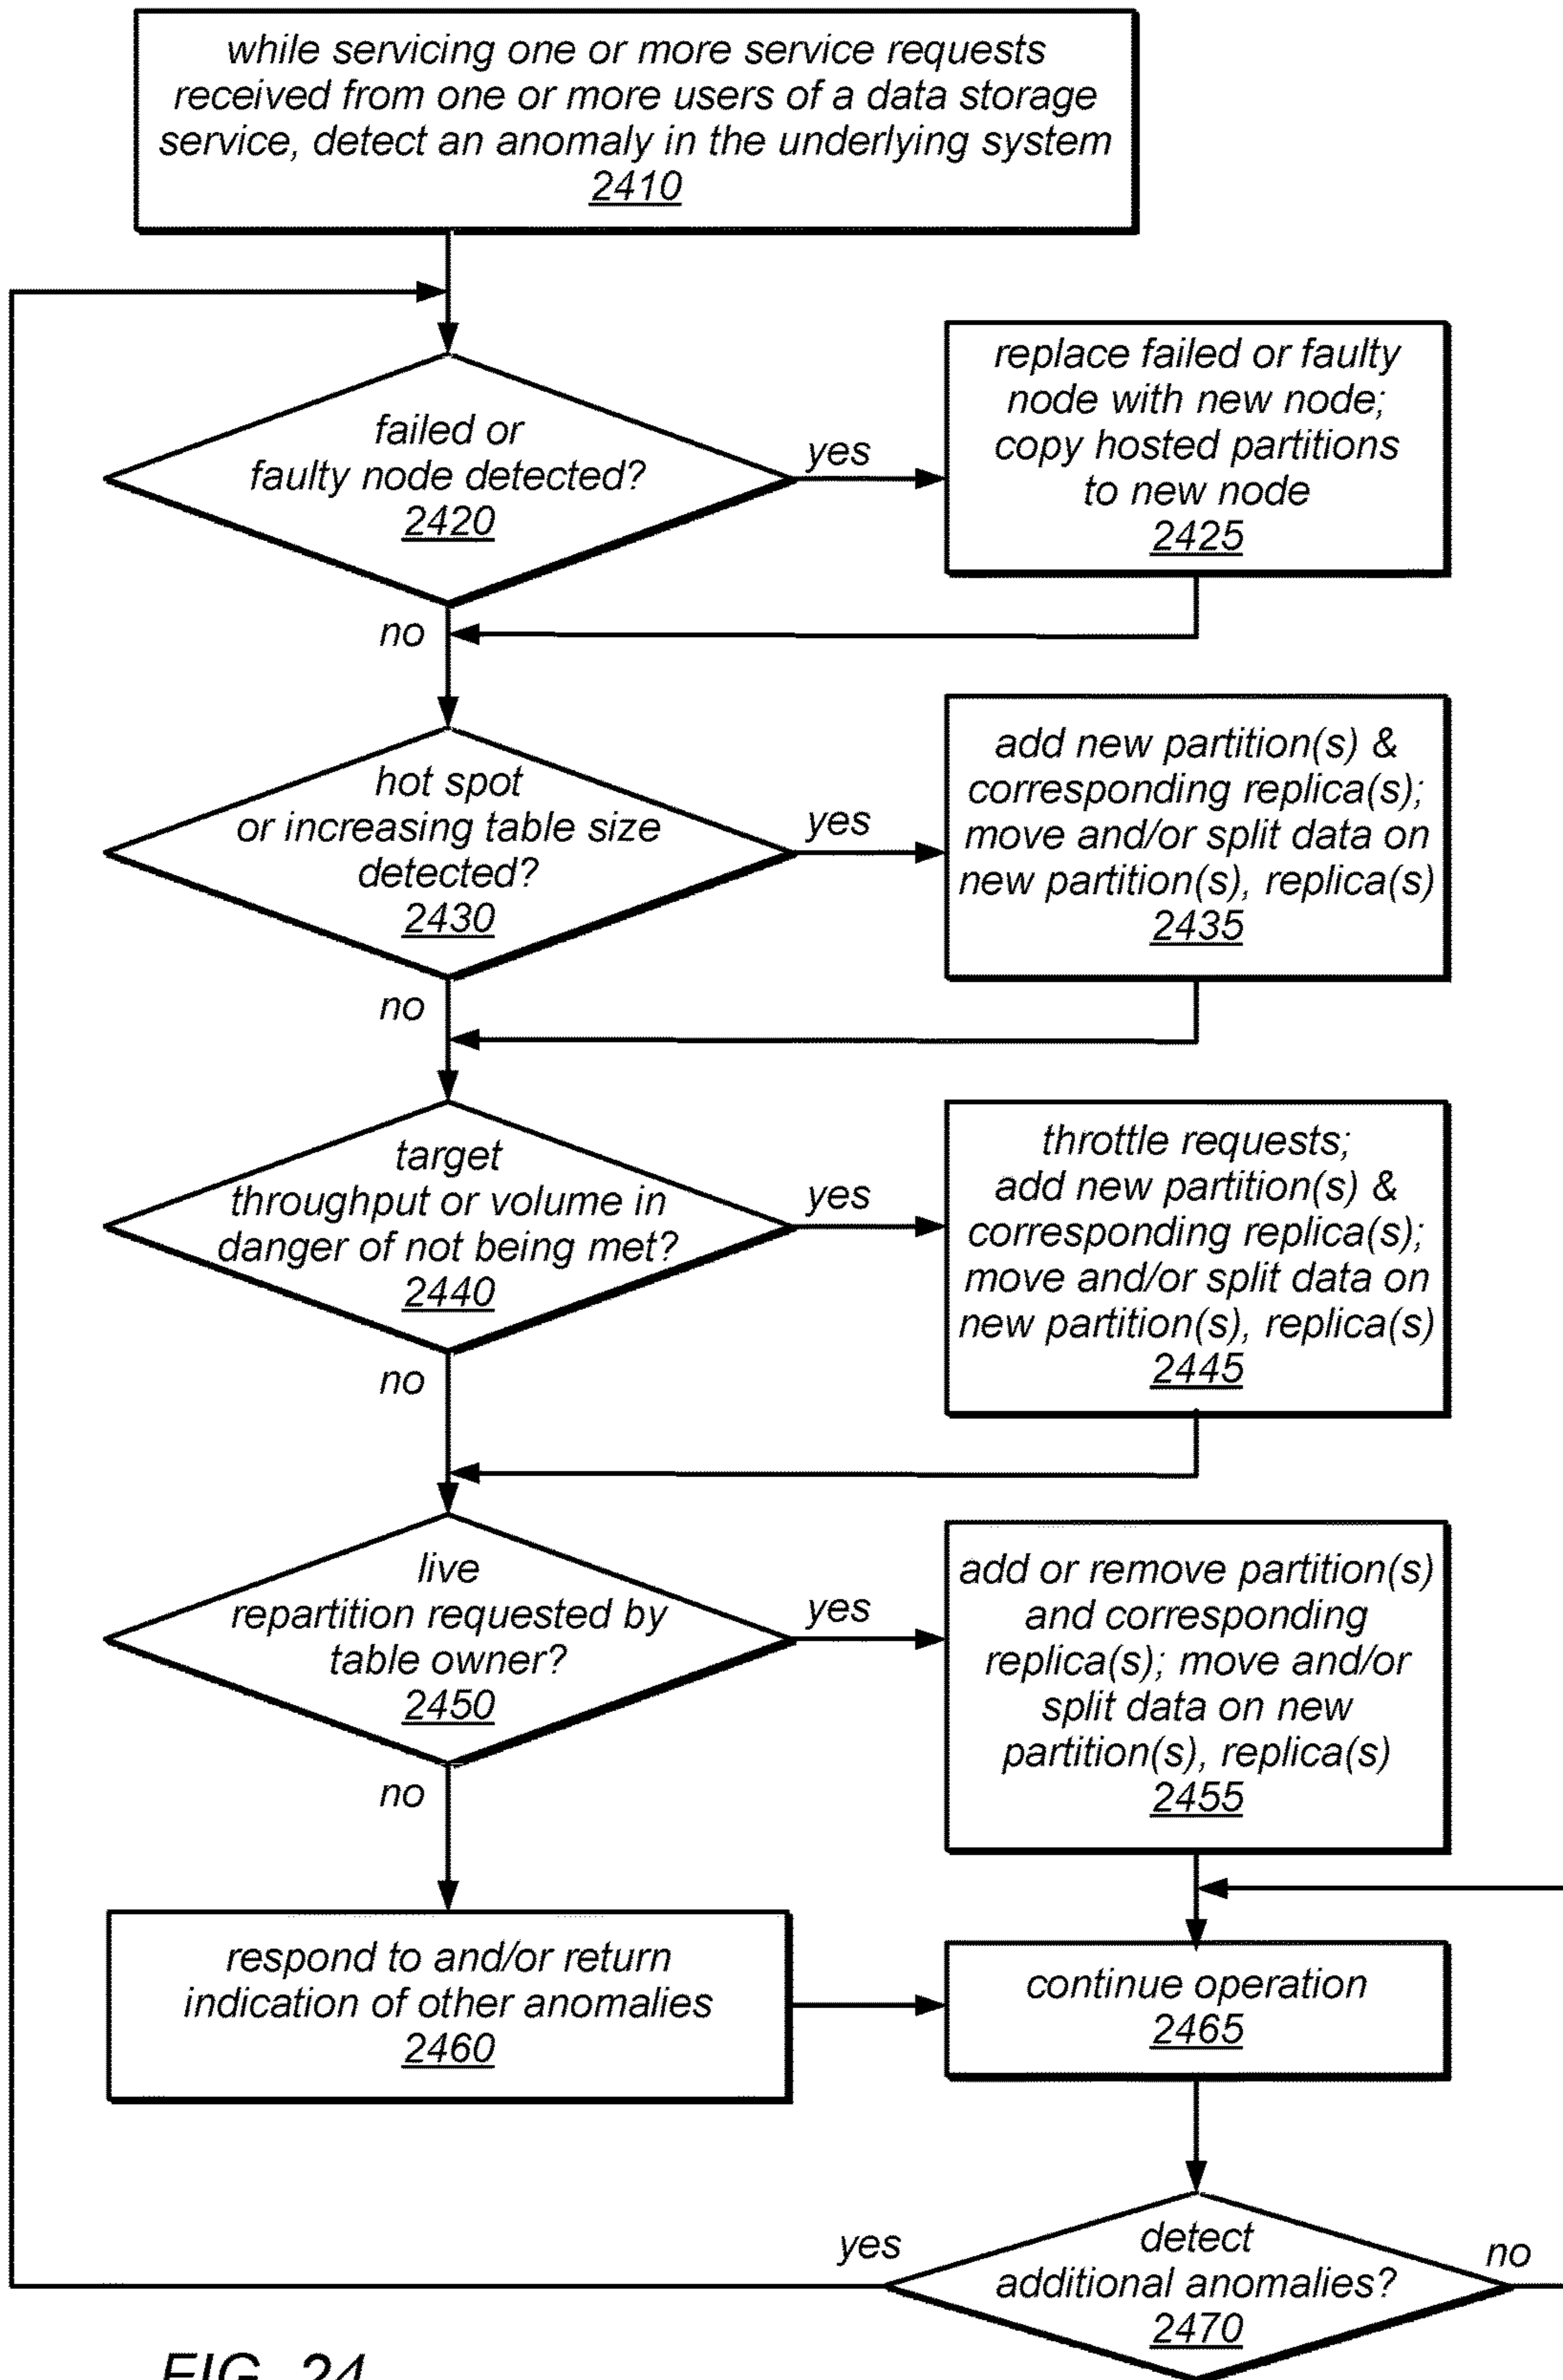 while servicing one or more service requests
received from one or more users of a data storage
service, detect an anomaly in the underlying system
2410
failed or
faulty node detected?
2420
yes
replace failed or faulty
node with new node;
copy hosted partitions
to new node
2425
no
hot spot
or increasing table size
detected?
2430
yes
add new partition(s) &
corresponding replica(s);
move and/or split data on
new partition(s), replica(s)
2435
no
target
throughput or volume in
danger of not being met?
2440
yes
throttle requests;
add new partition(s) &
corresponding replica(s);
move and/or split data on
new partition(s), replica(s)
2445
no
live
repartition requested by
table owner?
2450
yes
add or remove partition(s)
and corresponding
replica(s); move and/or
split data on new
partition(s), replica(s)
2455
no
respond to and/or return
indication of other anomalies
2460
continue operation
2465
yes
detect
additional anomalies?
2470
no
FIG. 24